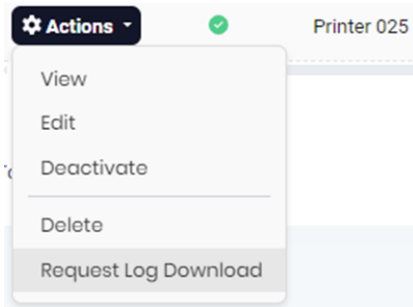 Actions
Printer 025
View
Edit
Deactivate
Delete
Request Log Download